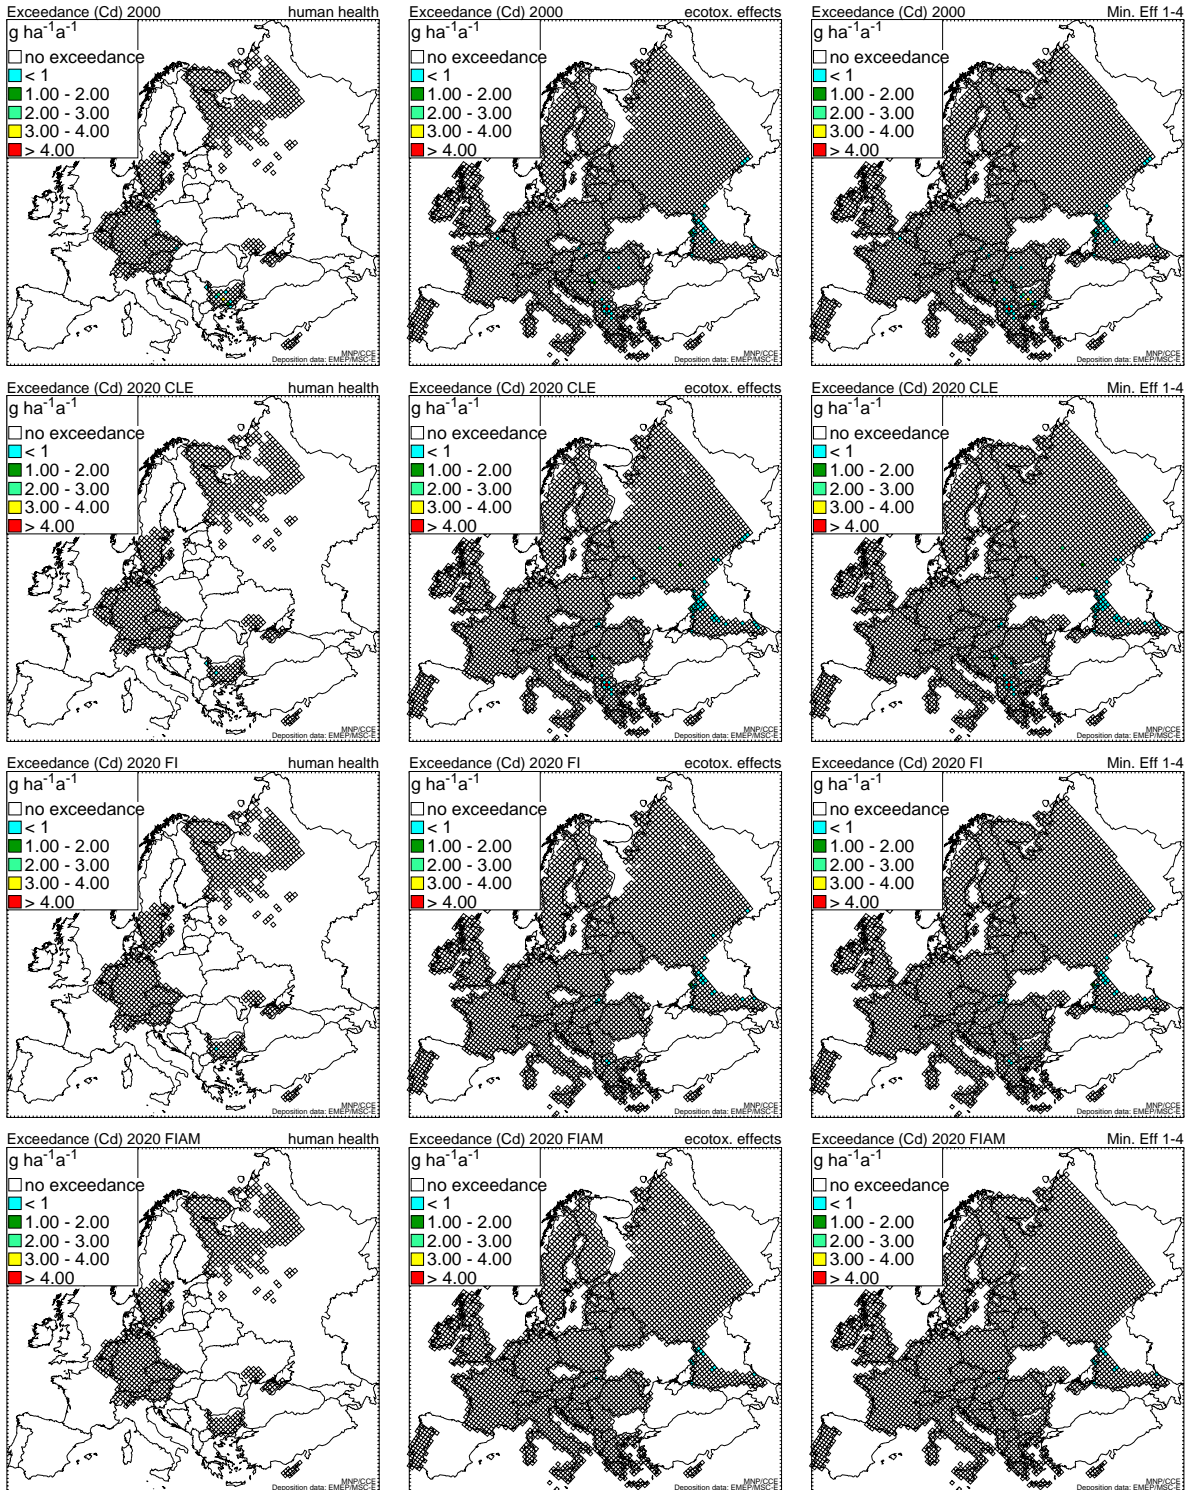 Exceedance (Cd) 2000 human health
g ha-1a-1
no exceedance
< 1
1.00 - 2.00
2.00 - 3.00
3.00 - 4.00
> 4.00
MNP/CCE
Deposition data: EMEP/MSC-E
Exceedance (Cd) 2000 ecotox. effects
g ha-1a-1
no exceedance
< 1
1.00 - 2.00
2.00 - 3.00
3.00 - 4.00
> 4.00
MNP/CCE
Deposition data: EMEP/MSC-E
Exceedance (Cd) 2000 Min. Eff 1-4
g ha-1a-1
no exceedance
< 1
1.00 - 2.00
2.00 - 3.00
3.00 - 4.00
> 4.00
MNP/CCE
Deposition data: EMEP/MSC-E
Exceedance (Cd) 2020 CLE human health
g ha-1a-1
no exceedance
< 1
1.00 - 2.00
2.00 - 3.00
3.00 - 4.00
> 4.00
MNP/CCE
Deposition data: EMEP/MSC-E
Exceedance (Cd) 2020 CLE ecotox. effects
g ha-1a-1
no exceedance
< 1
1.00 - 2.00
2.00 - 3.00
3.00 - 4.00
> 4.00
MNP/CCE
Deposition data: EMEP/MSC-E
Exceedance (Cd) 2020 CLE Min. Eff 1-4
g ha-1a-1
no exceedance
< 1
1.00 - 2.00
2.00 - 3.00
3.00 - 4.00
> 4.00
MNP/CCE
Deposition data: EMEP/MSC-E
Exceedance (Cd) 2020 FI human health
g ha-1a-1
no exceedance
< 1
1.00 - 2.00
2.00 - 3.00
3.00 - 4.00
> 4.00
MNP/CCE
Deposition data: EMEP/MSC-E
Exceedance (Cd) 2020 FI ecotox. effects
g ha-1a-1
no exceedance
< 1
1.00 - 2.00
2.00 - 3.00
3.00 - 4.00
> 4.00
MNP/CCE
Deposition data: EMEP/MSC-E
Exceedance (Cd) 2020 FI Min. Eff 1-4
g ha-1a-1
no exceedance
< 1
1.00 - 2.00
2.00 - 3.00
3.00 - 4.00
> 4.00
MNP/CCE
Deposition data: EMEP/MSC-E
Exceedance (Cd) 2020 FIAM human health
g ha-1a-1
no exceedance
< 1
1.00 - 2.00
2.00 - 3.00
3.00 - 4.00
> 4.00
MNP/CCE
Deposition data: EMEP/MSC-E
Exceedance (Cd) 2020 FIAM ecotox. effects
g ha-1a-1
no exceedance
< 1
1.00 - 2.00
2.00 - 3.00
3.00 - 4.00
> 4.00
MNP/CCE
Deposition data: EMEP/MSC-E
Exceedance (Cd) 2020 FIAM Min. Eff 1-4
g ha-1a-1
no exceedance
< 1
1.00 - 2.00
2.00 - 3.00
3.00 - 4.00
> 4.00
MNP/CCE
Deposition data: EMEP/MSC-E